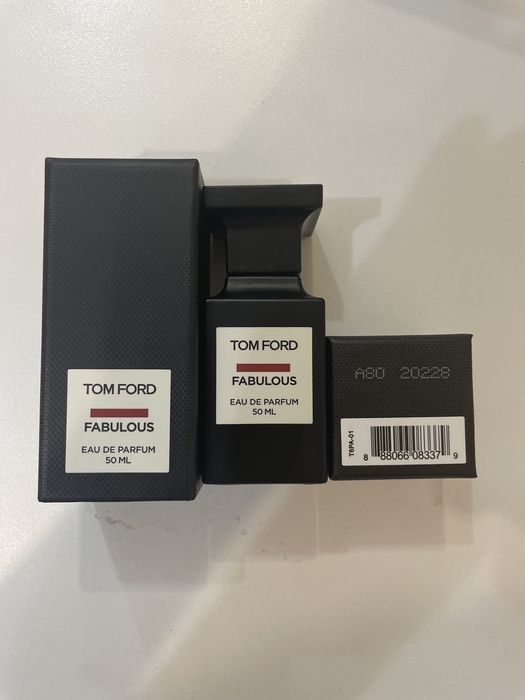 TOM FORD
FABULOUS
EAU DE PARFUM
50 ML
TOM FORD
FABULOUS
EAU DE PARFUM
50 ML
A80 20228
T6PA-01
8 88066 08337 9